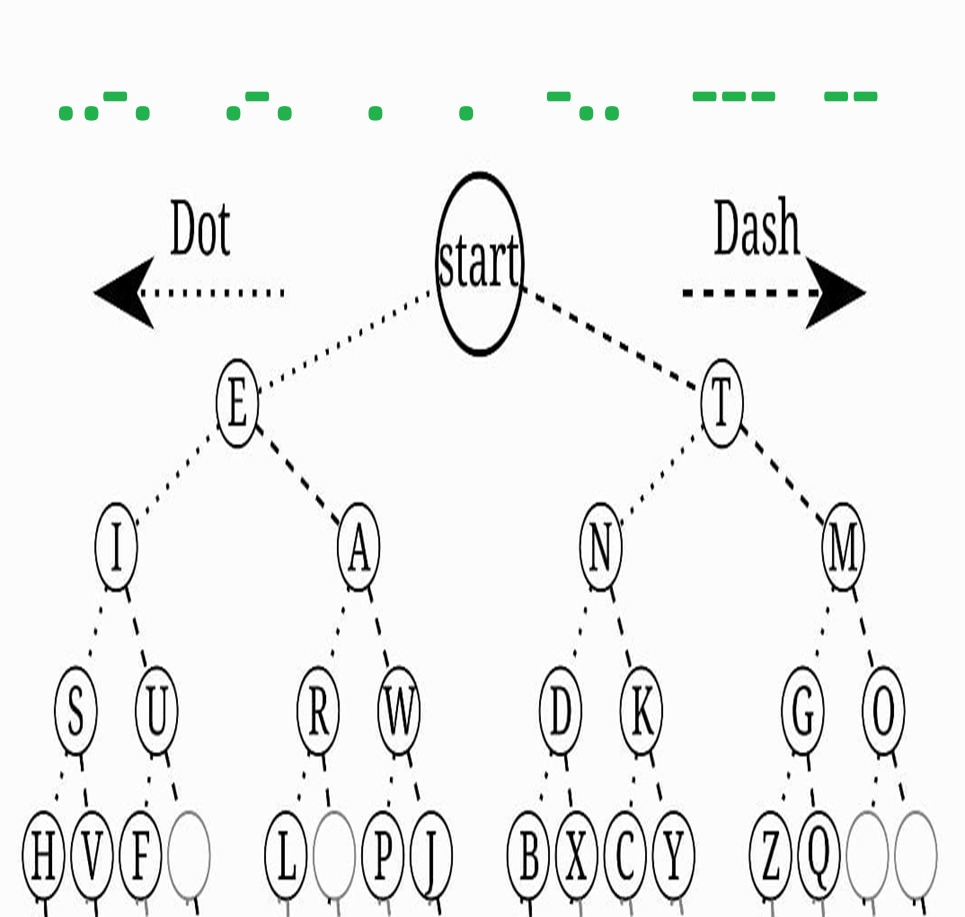 ..-. .-. . . -.. --- --
Dot Dash
start
E T
I A N M
S U R W D K G O
H V F L P J B X C Y Z Q